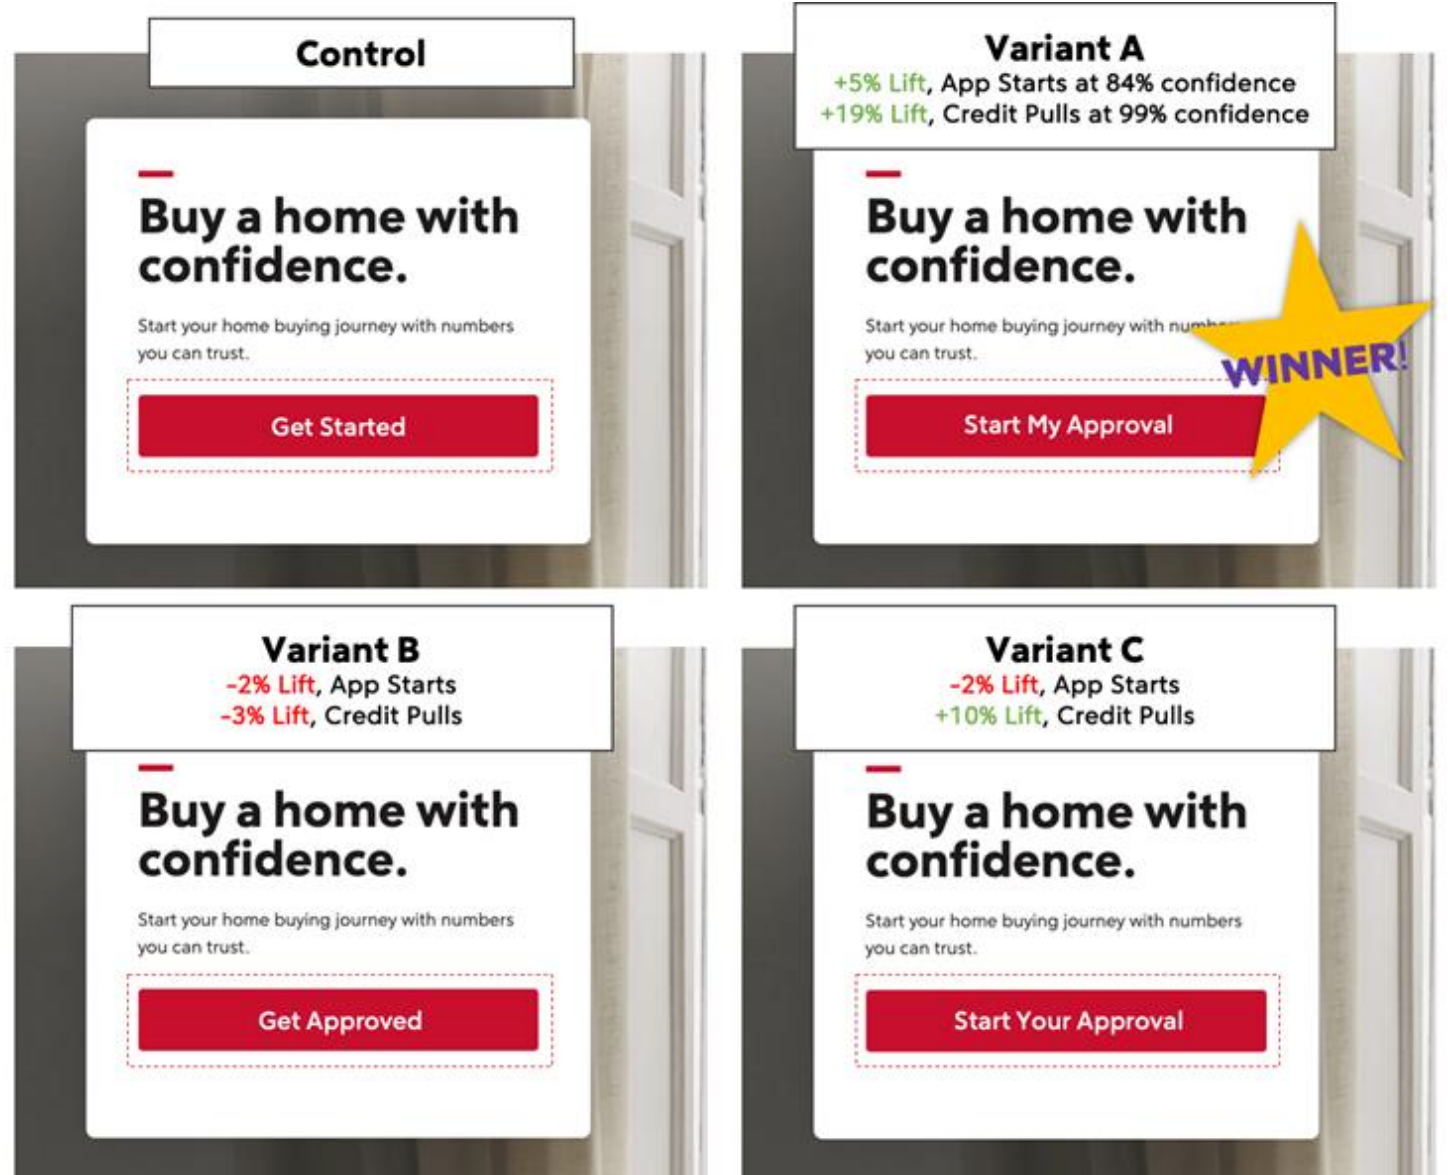 Control
Buy a home with
confidence.
Start your home buying journey with numbers
you can trust.
Get Started
Variant A
+5% Lift, App Starts at 84% confidence
+19% Lift, Credit Pulls at 99% confidence
Buy a home with
confidence.
Start your home buying journey with numbers
you can trust.
WINNER!
Start My Approval
Variant B
-2% Lift, App Starts
-3% Lift, Credit Pulls
Buy a home with
confidence.
Start your home buying journey with numbers
you can trust.
Get Approved
Variant C
-2% Lift, App Starts
+10% Lift, Credit Pulls
Buy a home with
confidence.
Start your home buying journey with numbers
you can trust.
Start Your Approval